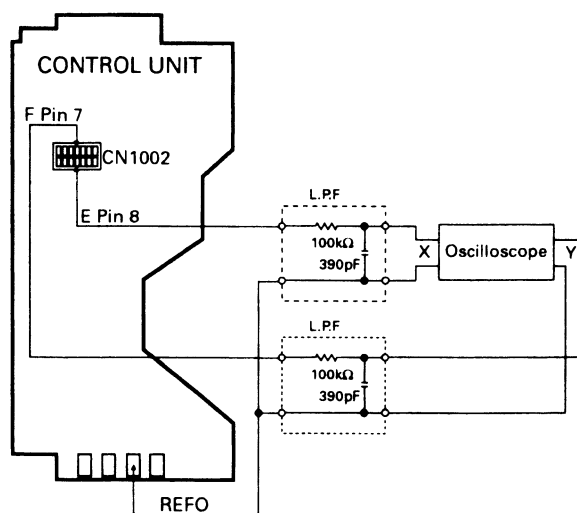 CONTROL UNIT
F Pin 7
CN1002
E Pin 8
L.P.F
100kΩ
390pF
X
Oscilloscope
Y
L.P.F
100kΩ
390pF
REFO